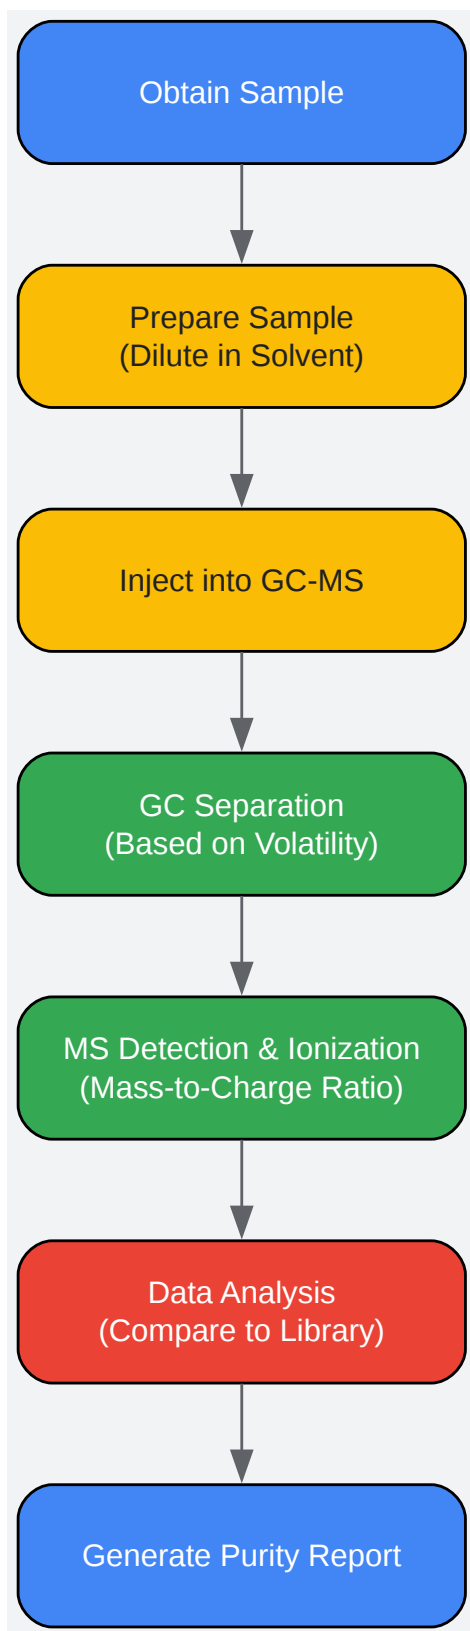 Obtain Sample
Prepare Sample
(Dilute in Solvent)
Inject into GC-MS
GC Separation
(Based on Volatility)
MS Detection & Ionization
(Mass-to-Charge Ratio)
Data Analysis
(Compare to Library)
Generate Purity Report